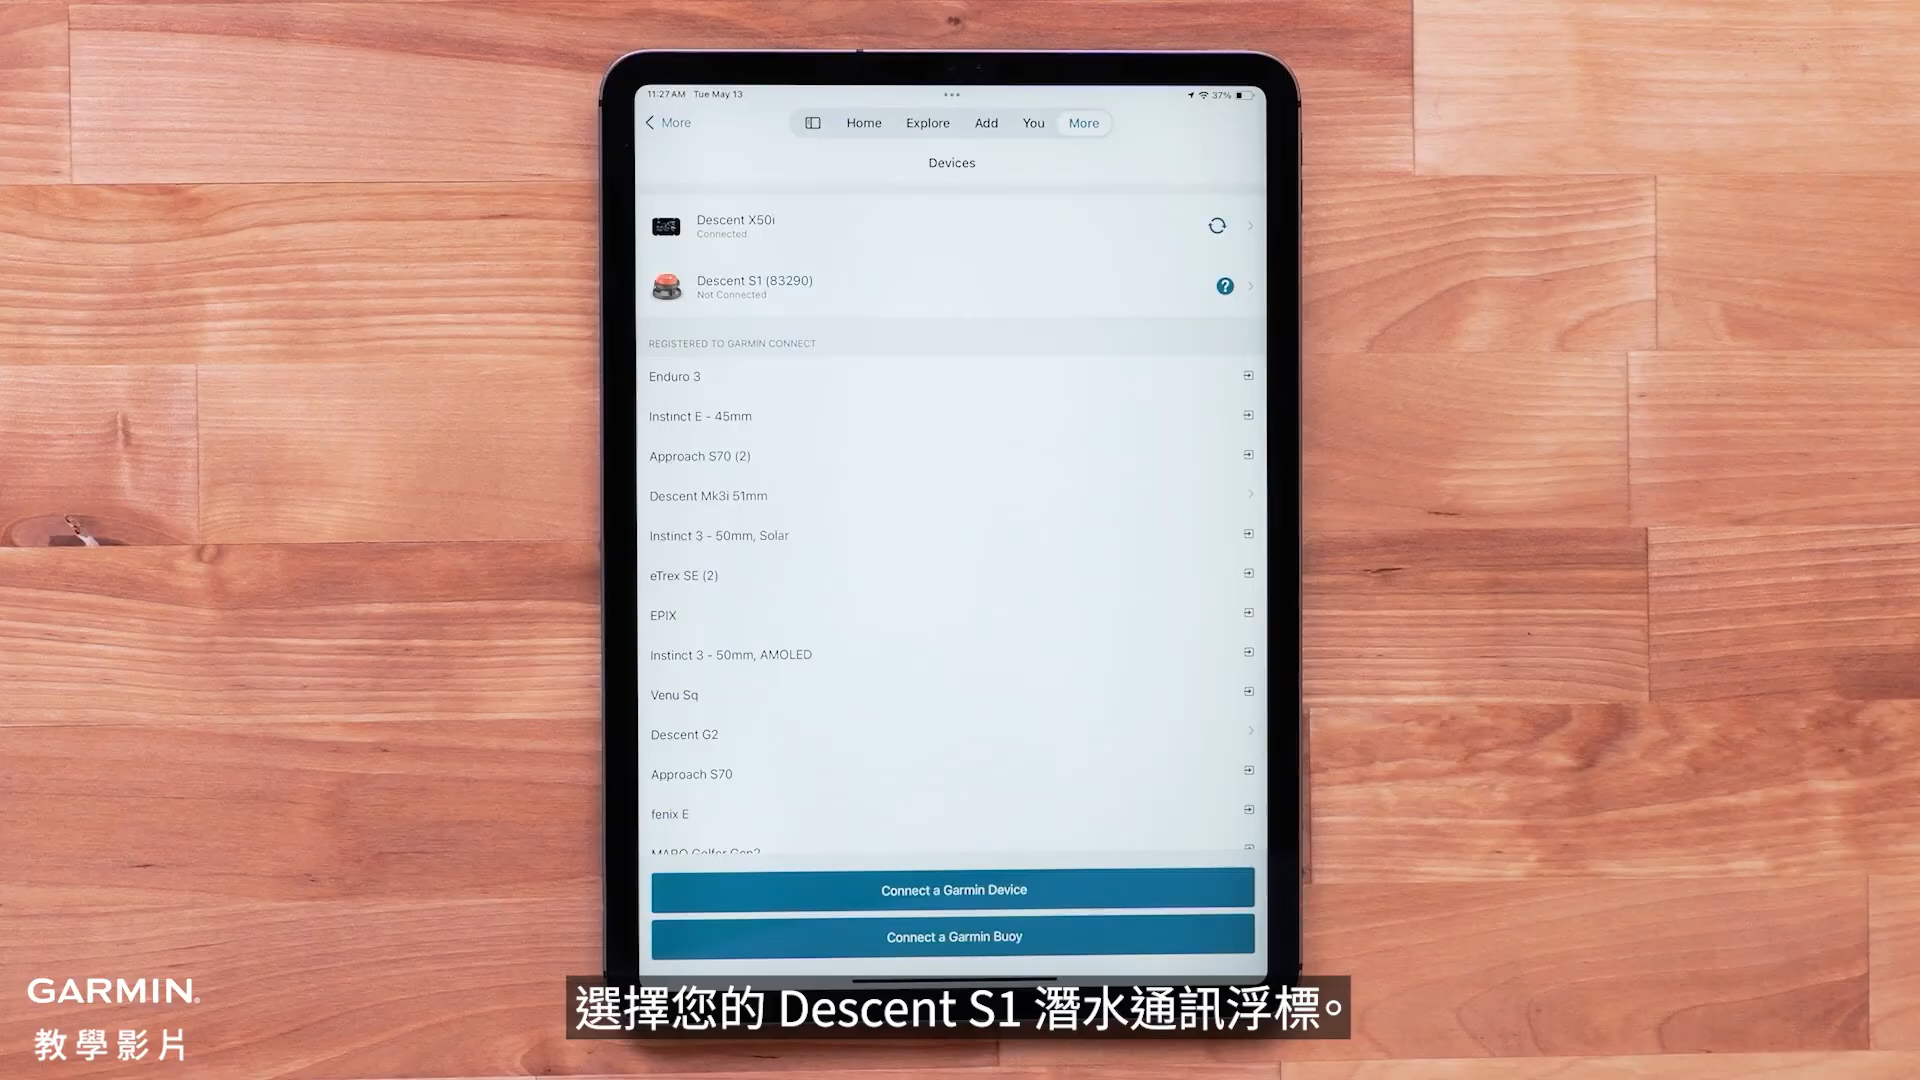 11:27 AM Tue May 13
37%
More
Home Explore Add You More
Devices
Descent X50i
Connected
Descent S1 (83290)
Not Connected
REGISTERED TO GARMIN CONNECT
Enduro 3
Instinct E - 45mm
Approach S70 (2)
Descent Mk3i 51mm
Instinct 3 - 50mm, Solar
eTrex SE (2)
EPIX
Instinct 3 - 50mm, AMOLED
Venu Sq
Descent G2
Approach S70
fenix E
MARQ Golfer Gen2
Connect a Garmin Device
Connect a Garmin Buoy
選擇您的 Descent S1 潛水通訊浮標。
GARMIN
教學影片